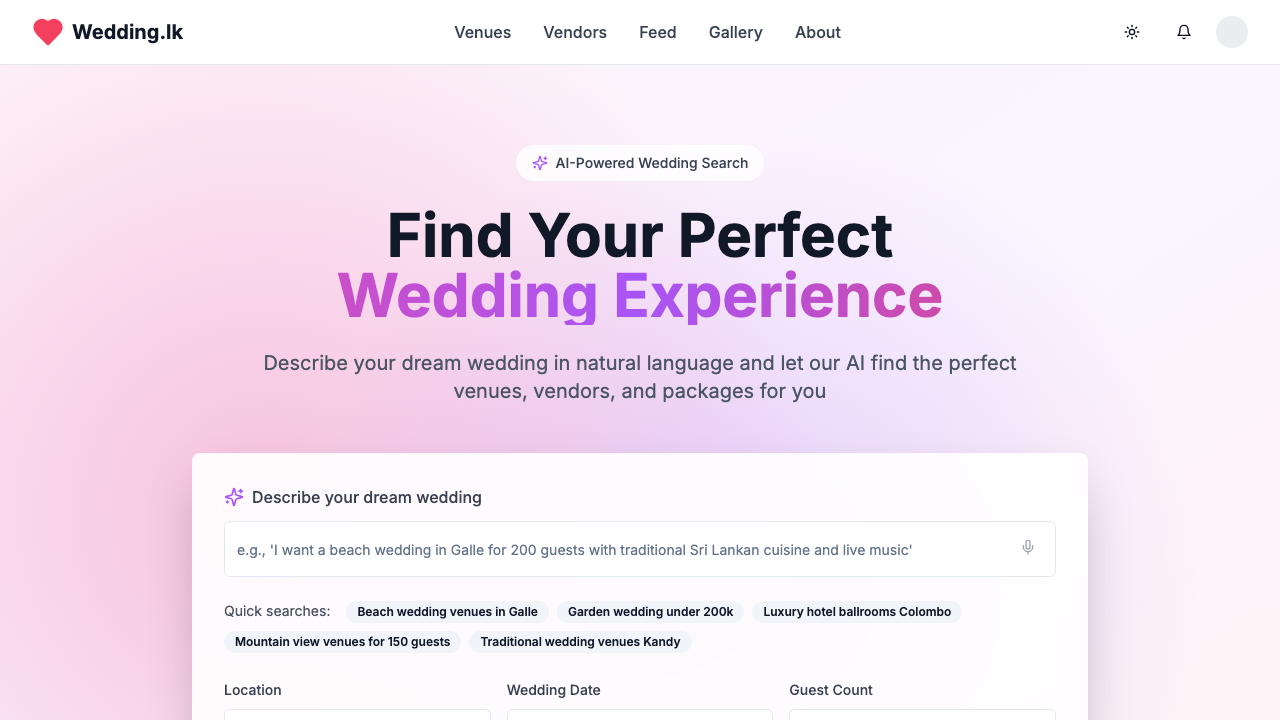 Wedding.lk
Venues Vendors Feed Gallery About
AI-Powered Wedding Search
Find Your Perfect
Wedding Experience
Describe your dream wedding in natural language and let our AI find the perfect
venues, vendors, and packages for you
Describe your dream wedding
e.g., 'I want a beach wedding in Galle for 200 guests with traditional Sri Lankan cuisine and live music'
Quick searches: Beach wedding venues in Galle Garden wedding under 200k Luxury hotel ballrooms Colombo
Mountain view venues for 150 guests Traditional wedding venues Kandy
Location Wedding Date Guest Count